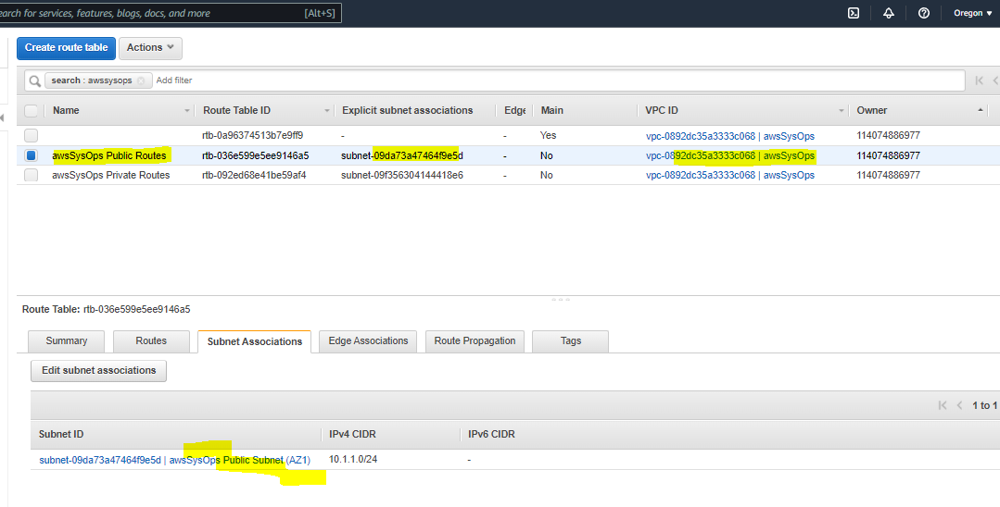 earch for services, features, blogs, docs, and more [Alt+S] Oregon
Create route table Actions
search : awssysops Add filter
Name Route Table ID Explicit subnet associations Edge Main VPC ID Owner
rtb-0a96374513b7e9ff9 - - Yes vpc-0892dc35a3333c068 | awsSysOps 114074886977
awsSysOps Public Routes rtb-036e599e5ee9146a5 subnet-09da73a47464f9e5d - No vpc-0892dc35a3333c068 | awsSysOps 114074886977
awsSysOps Private Routes rtb-092ed68e41be59af4 subnet-09f356304144418e6 - No vpc-0892dc35a3333c068 | awsSysOps 114074886977
Route Table: rtb-036e599e5ee9146a5
Summary Routes Subnet Associations Edge Associations Route Propagation Tags
Edit subnet associations
1 to 1
Subnet ID IPv4 CIDR IPv6 CIDR
subnet-09da73a47464f9e5d | awsSysOps Public Subnet (AZ1) 10.1.1.0/24 -